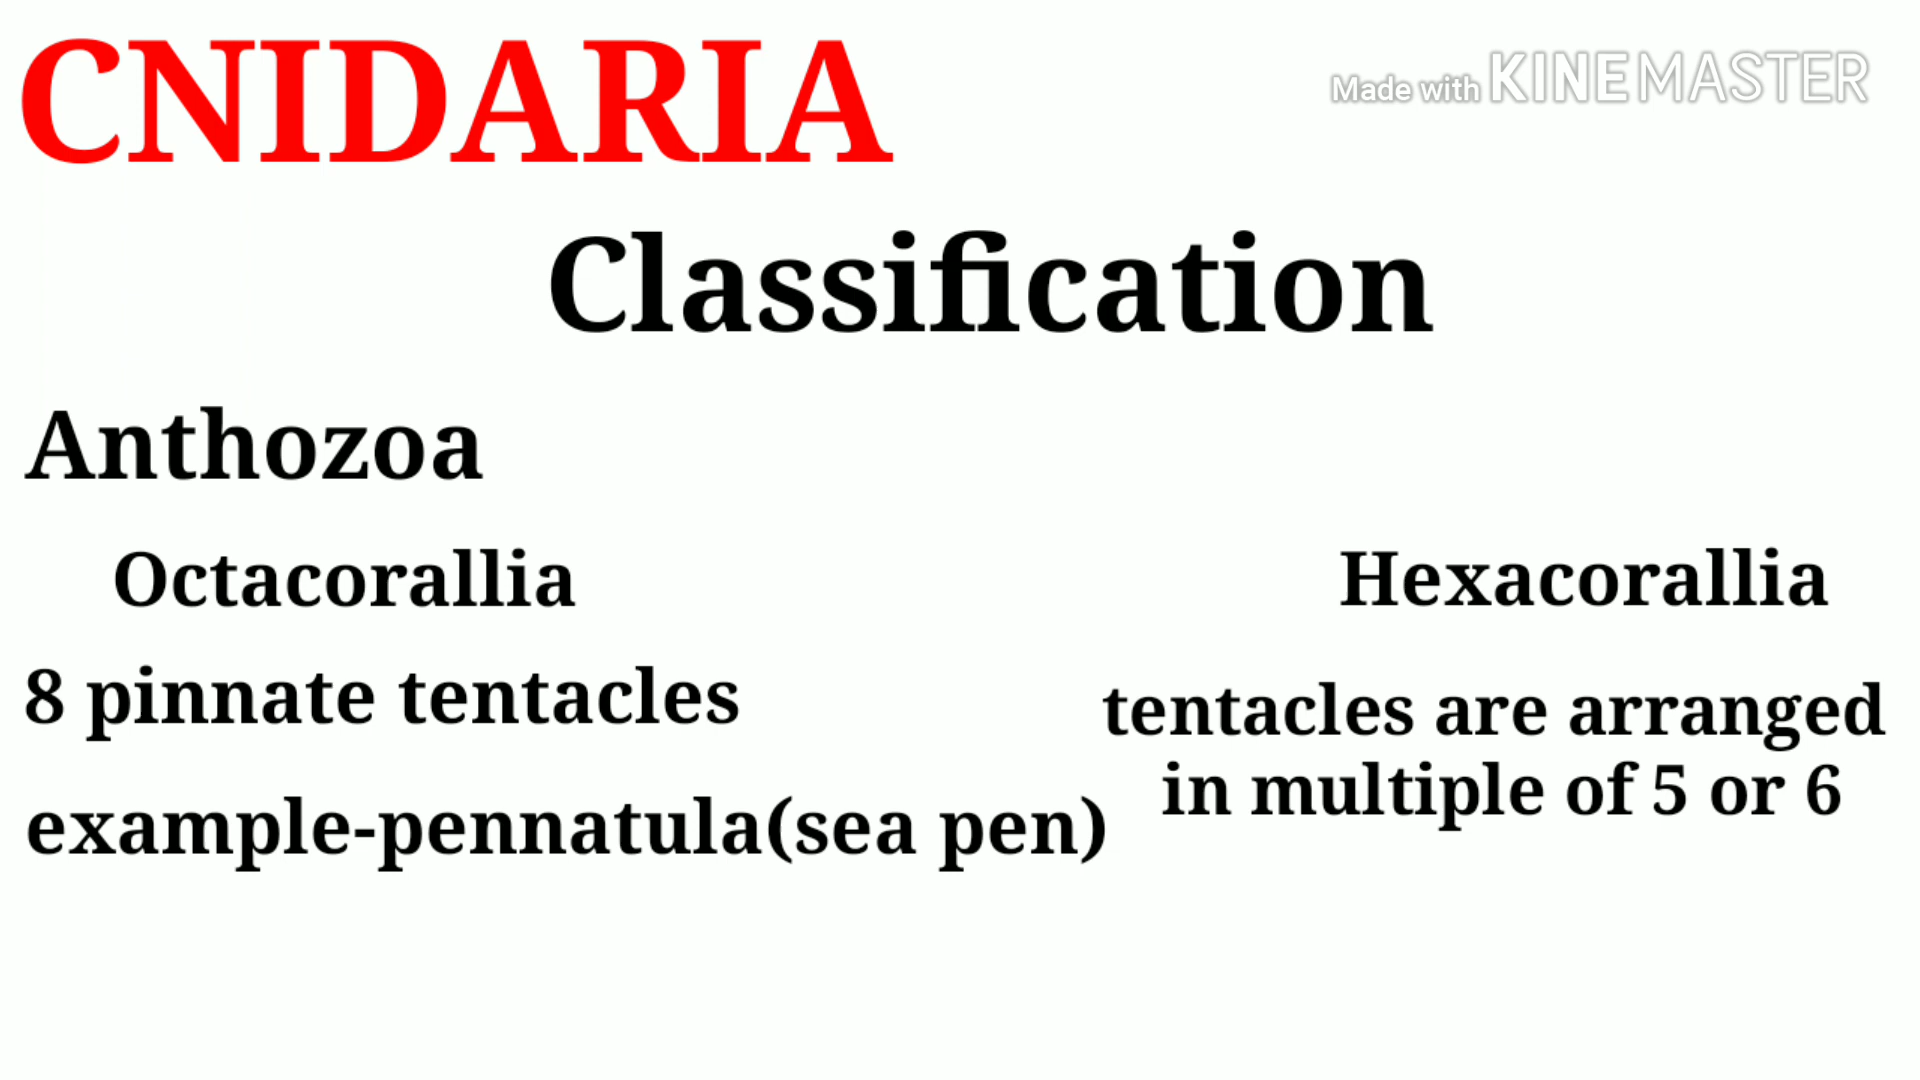 CNIDARIA
Made with KINEMASTER
Classification
Anthozoa
Octacorallia
Hexacorallia
8 pinnate tentacles
tentacles are arranged
in multiple of 5 or 6
example-pennatula(sea pen)